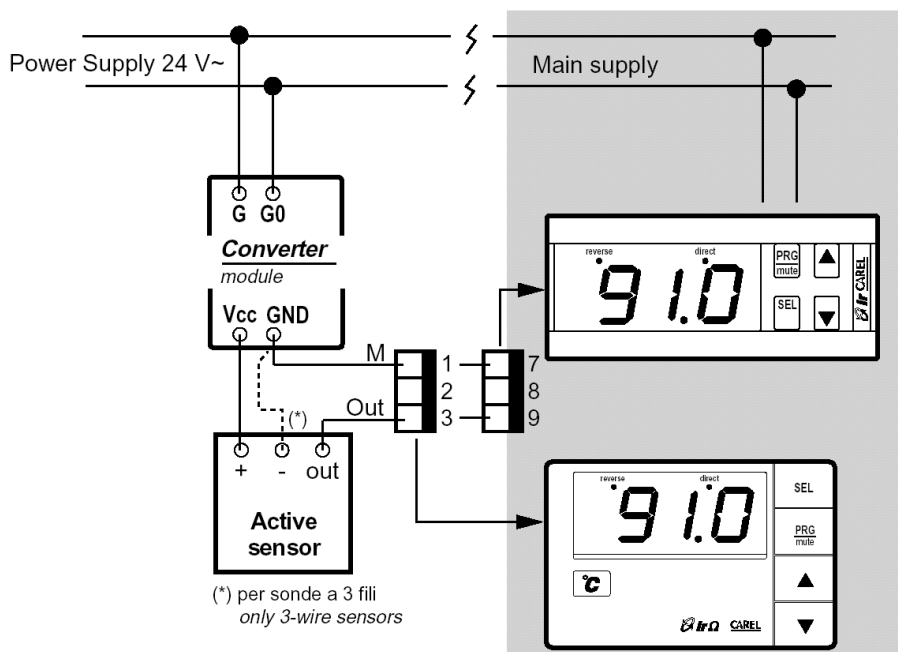 Power Supply 24 V~
Main supply
G G0
Converter
module
Vcc GND
M
Out
1
2
3
7
8
9
(*)
+ - out
Active
sensor
(*) per sonde a 3 fili
only 3-wire sensors
reverse direct
91.0
PRG
mute
SEL
ir CAREL
reverse direct
91.0
SEL
PRG
mute
°C
irΩ CAREL